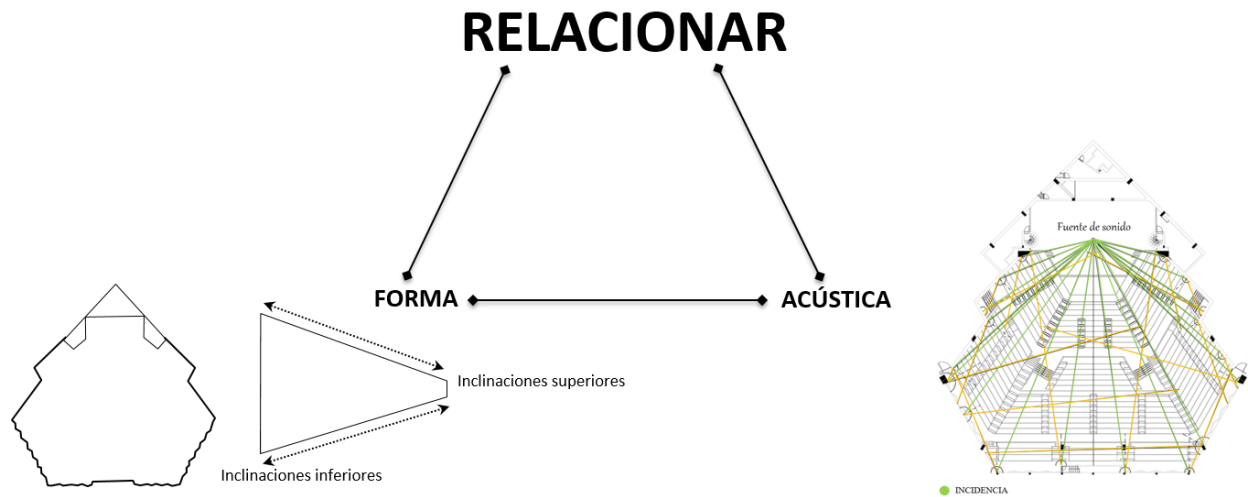 RELACIONAR
FORMA
ACÚSTICA
Fuente de sonido
Inclinaciones superiores
Inclinaciones inferiores
INCIDENCIA